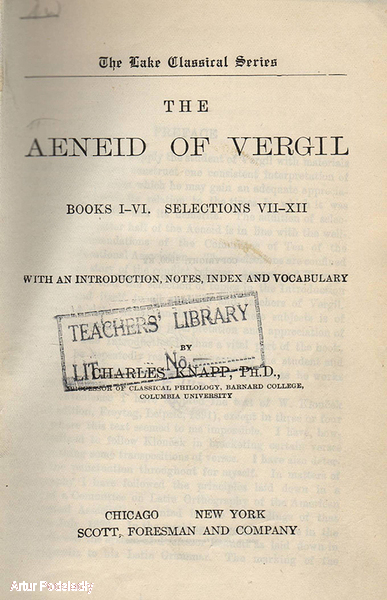 The Lake Classical Series
THE
AENEID OF VERGIL
BOOKS I–VI. SELECTIONS VII–XII
WITH AN INTRODUCTION, NOTES, INDEX AND VOCABULARY
TEACHERS' LIBRARY
BY
LIT No.
CHARLES KNAPP, PH.D.,
PROFESSOR OF CLASSICAL PHILOLOGY, BARNARD COLLEGE,
COLUMBIA UNIVERSITY
CHICAGO NEW YORK
SCOTT, FORESMAN AND COMPANY